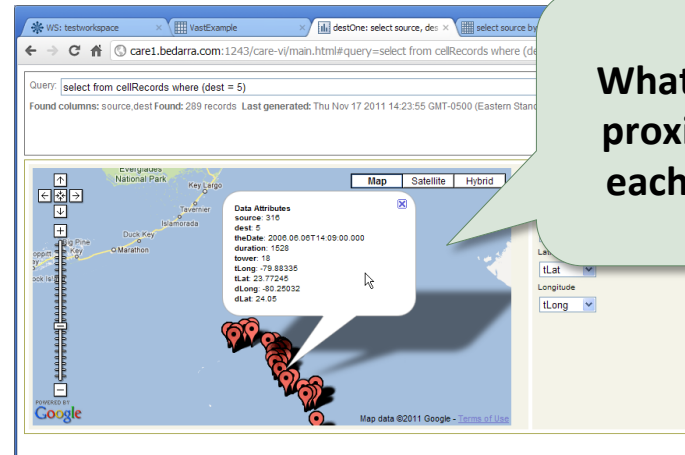 WS: testworkspace
VastExample
destOne: select source, des
select source by
care1.bedarra.com:1243/care-vi/main.html#query=select from cellRecords where (de
What
proxi
each
Query: select from cellRecords where (dest = 5)
Found columns: source,dest Found: 289 records Last generated: Thu Nov 17 2011 14:23:55 GMT-0500 (Eastern Stan
Everglades
National Park
Key Largo
Map Satellite Hybrid
Tavernier
Islamorada
Duck Key
Big Pine
Key
Marathon
Data Attributes
source: 316
dest: 5
theDate: 2006.06.06T14:09:00.000
duration: 1528
tower: 18
tLong: -79.88335
tLat: 23.77245
dLong: -80.25032
dLat: 24.05
tLat
Longitude
tLong
POWERED BY
Google
Map data ©2011 Google - Terms of Use